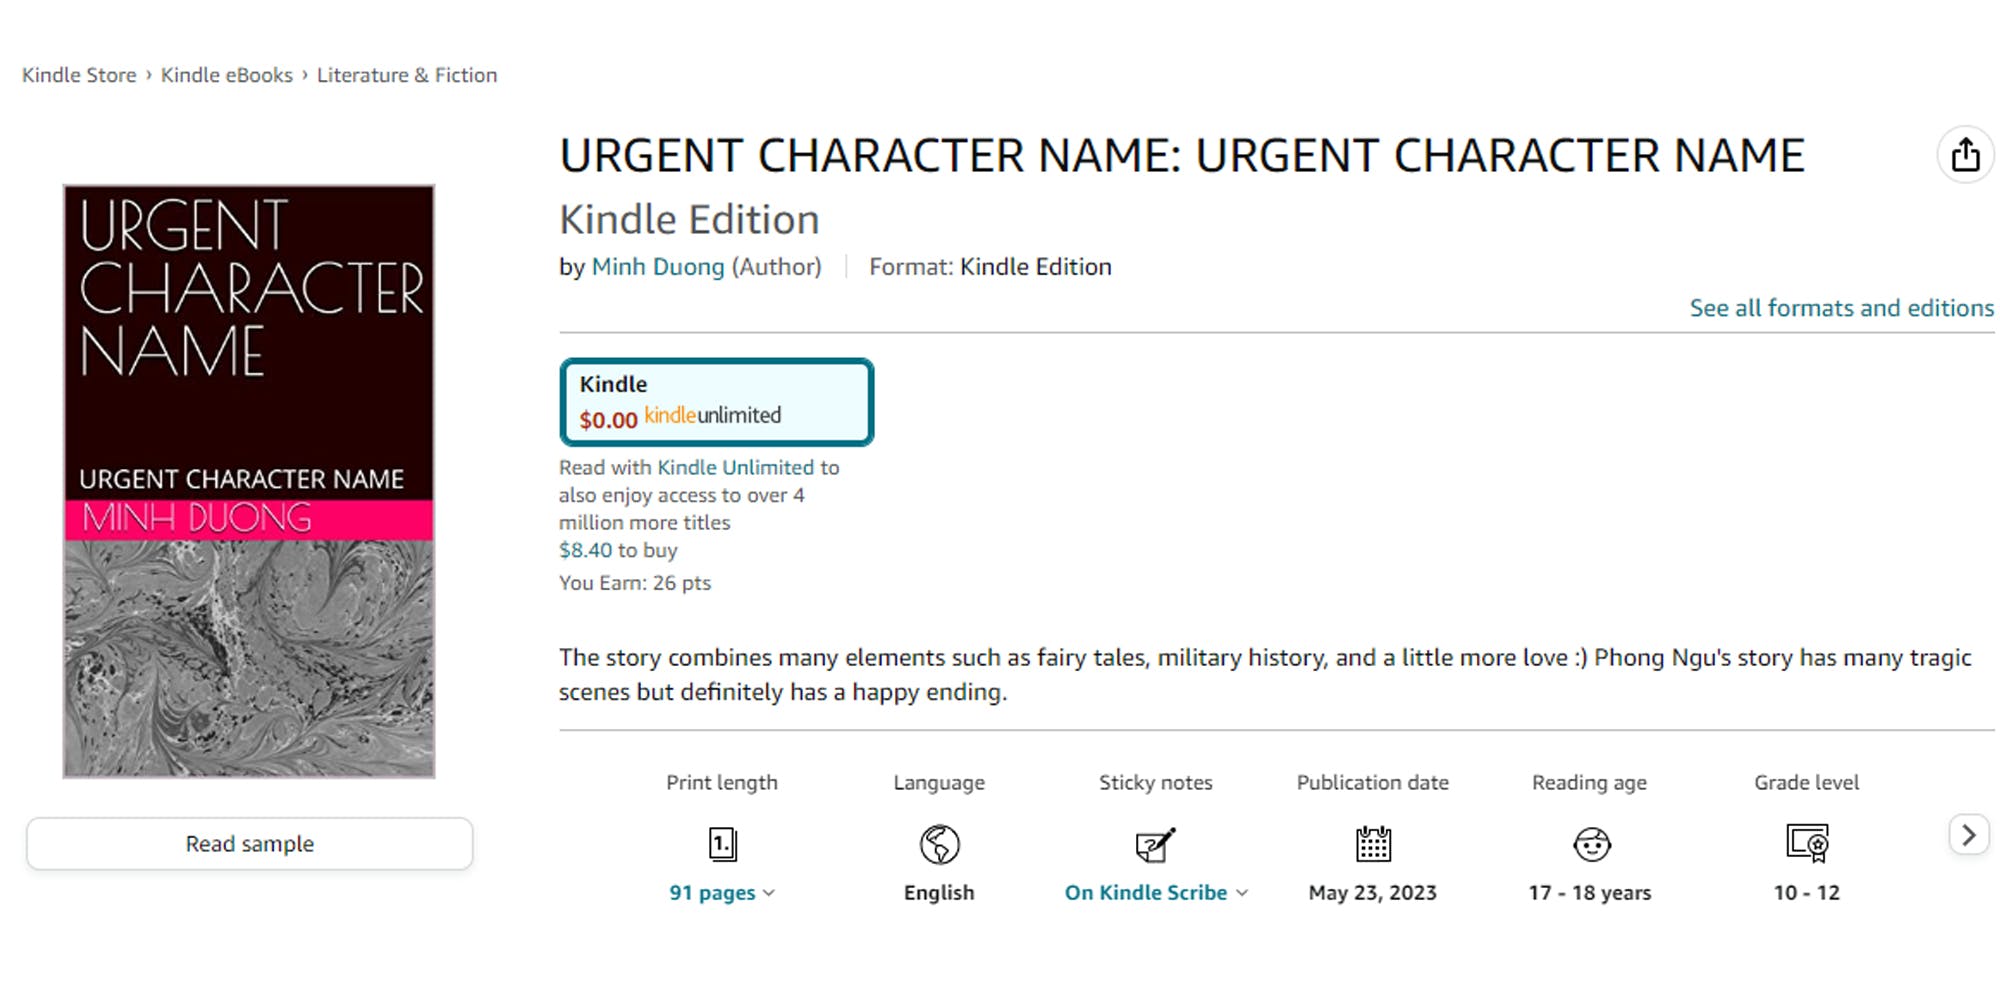 Kindle Store › Kindle eBooks › Literature & Fiction
URGENT
CHARACTER
NAME
URGENT CHARACTER NAME
MINH DUONG
Read sample
URGENT CHARACTER NAME: URGENT CHARACTER NAME
Kindle Edition
by Minh Duong (Author) Format: Kindle Edition
See all formats and editions
Kindle
$0.00 kindleunlimited
Read with Kindle Unlimited to
also enjoy access to over 4
million more titles
$8.40 to buy
You Earn: 26 pts
The story combines many elements such as fairy tales, military history, and a little more love :) Phong Ngu's story has many tragic
scenes but definitely has a happy ending.
Print length Language Sticky notes Publication date Reading age Grade level
1.
91 pages English On Kindle Scribe May 23, 2023 17 - 18 years 10 - 12